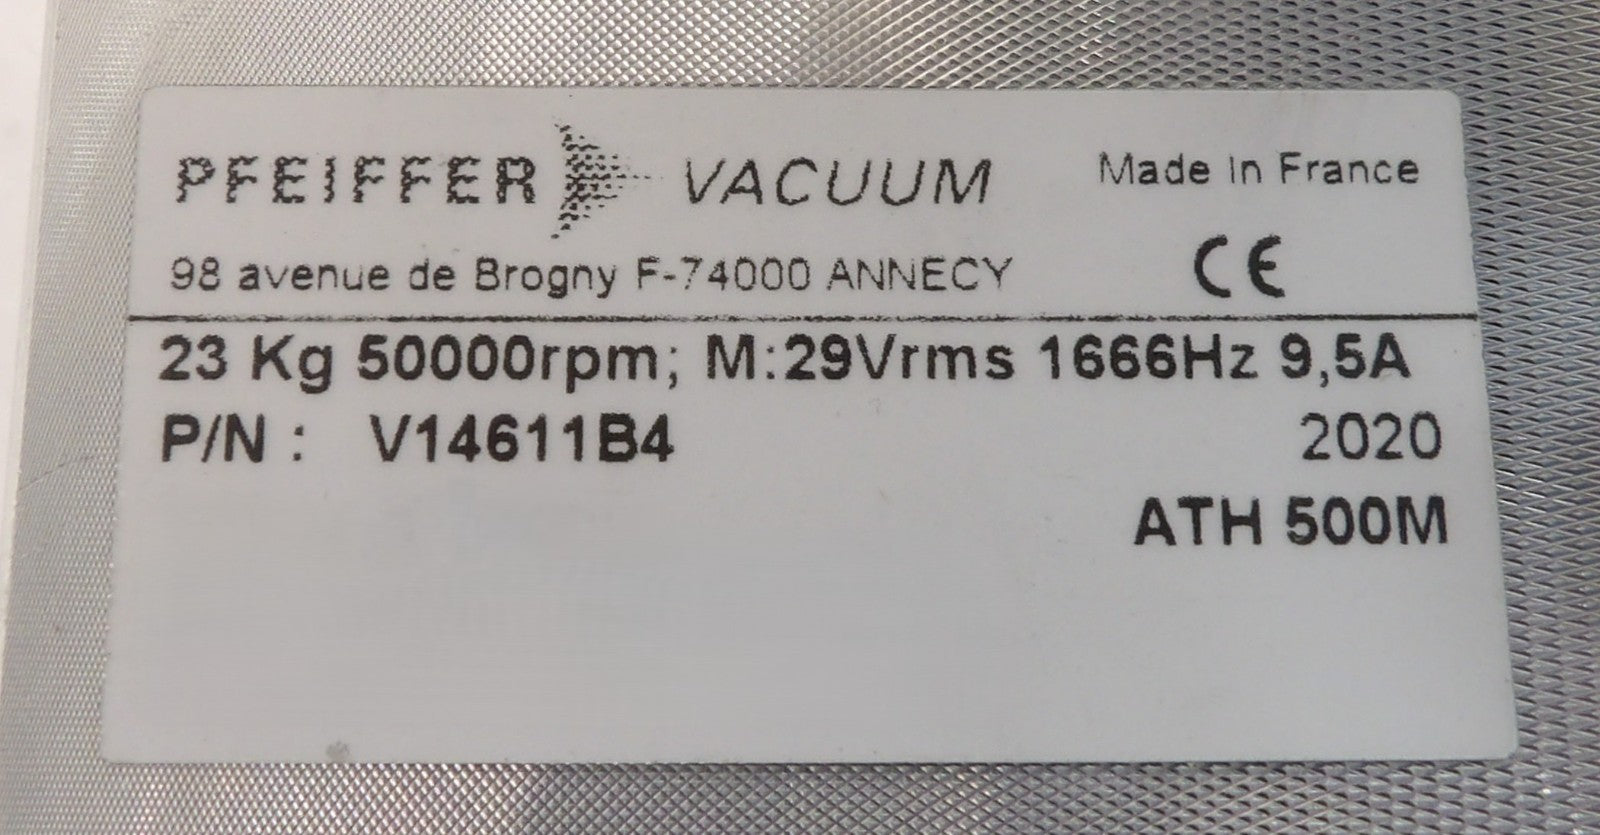 PFEIFFER VACUUM Made in France
98 avenue de Brogny F-74000 ANNECY CE
23 Kg 50000rpm; M:29Vrms 1666Hz 9,5A
P/N : V14611B4 2020
ATH 500M